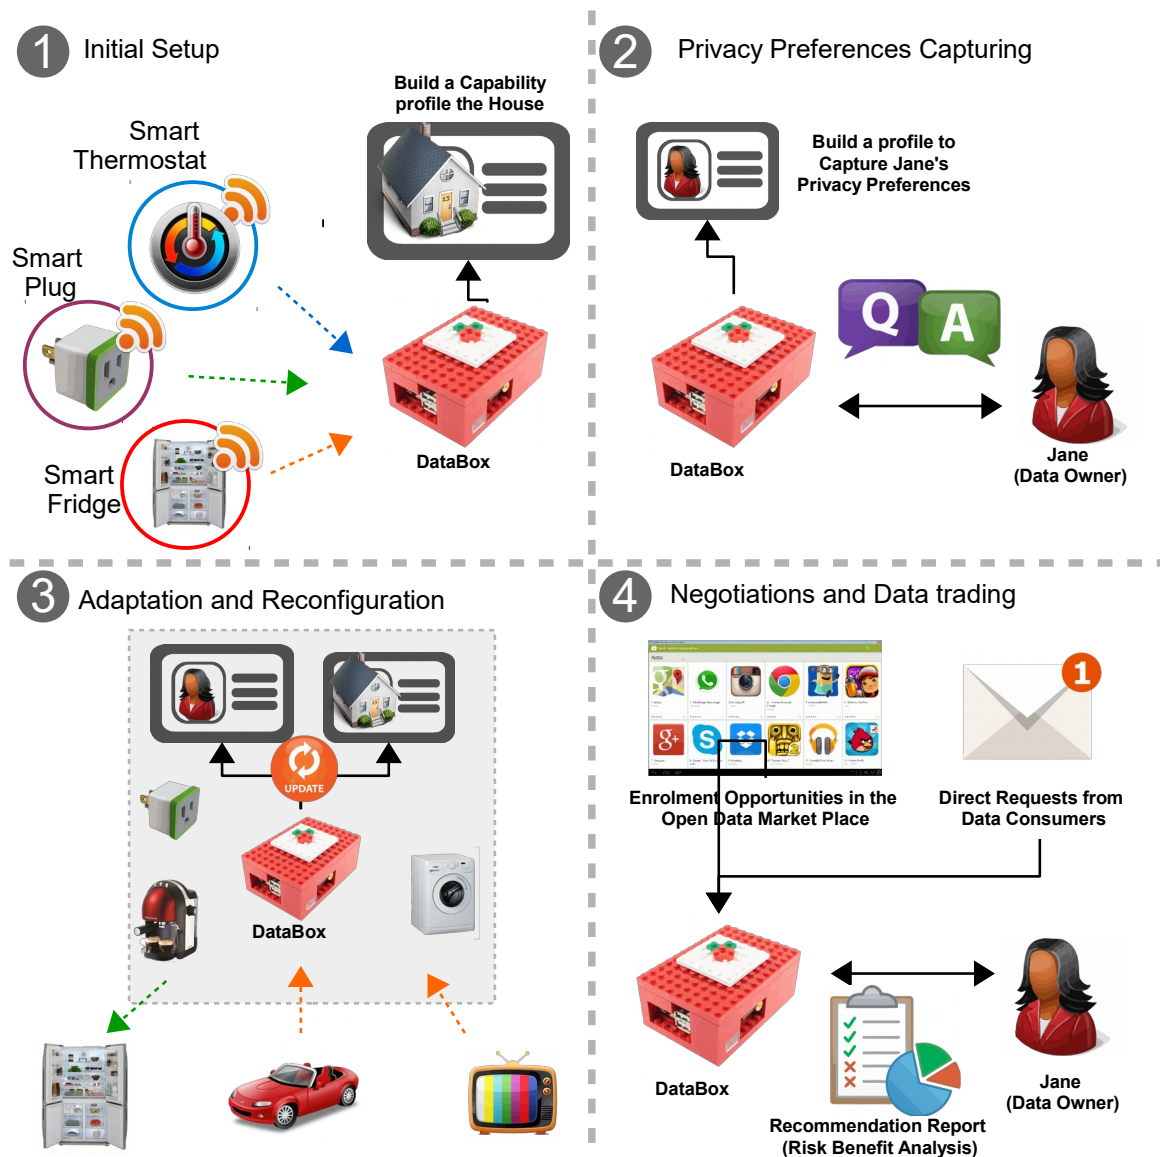 1 Initial Setup
Build a Capability
profile the House
Smart
Thermostat
13
Smart
Plug
Smart
Fridge
DataBox
2 Privacy Preferences Capturing
Build a profile to
Capture Jane's
Privacy Preferences
Q A
DataBox
Jane
(Data Owner)
3 Adaptation and Reconfiguration
UPDATE
DataBox
4 Negotiations and Data trading
Apps
1
Enrolment Opportunities in the
Open Data Market Place
Direct Requests from
Data Consumers
DataBox
Jane
(Data Owner)
Recommendation Report
(Risk Benefit Analysis)